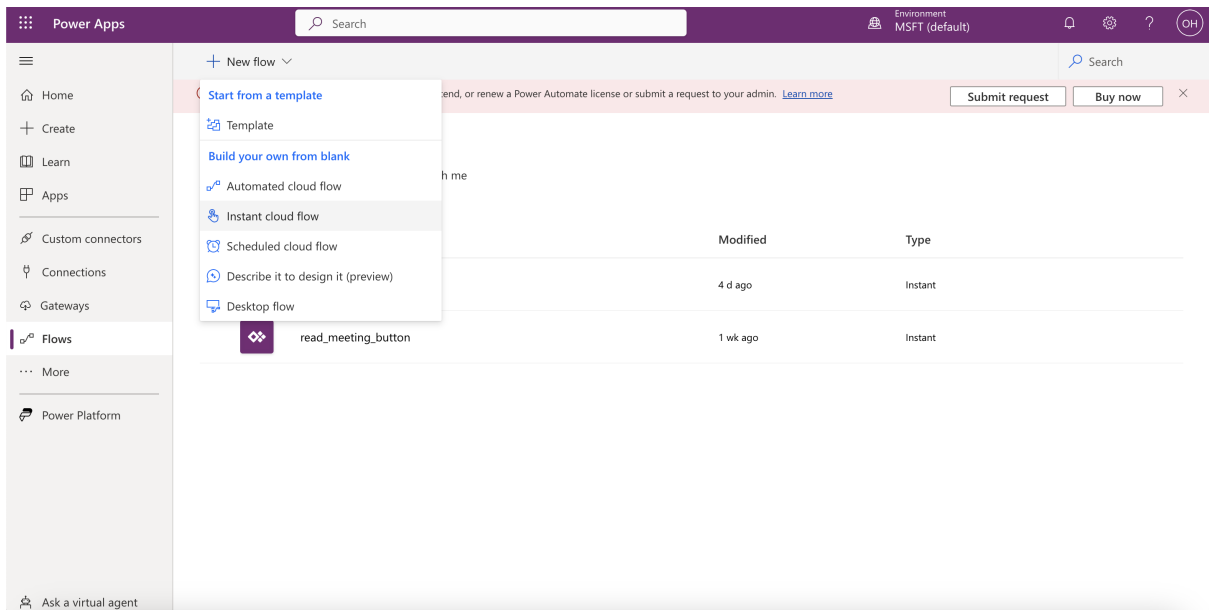 Power Apps
Search
Environment
MSFT (default)
?
OH
New flow
Search
Home
Create
Learn
Apps
Custom connectors
Connections
Gateways
Flows
More
Power Platform
Ask a virtual agent
Start from a template
Template
Build your own from blank
Automated cloud flow
Instant cloud flow
Scheduled cloud flow
Describe it to design it (preview)
Desktop flow
or renew a Power Automate license or submit a request to your admin. Learn more
Submit request
Buy now
me
Modified
Type
4 d ago
Instant
read_meeting_button
1 wk ago
Instant